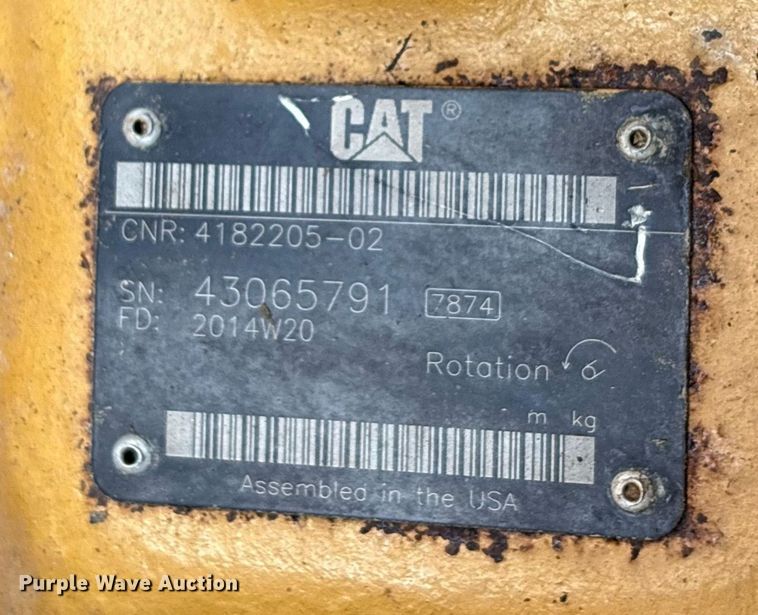 CAT®
CNR: 4182205-02
SN: 43065791 7874
FD: 2014W20
Rotation
m kg
Assembled in the USA
Purple Wave Auction